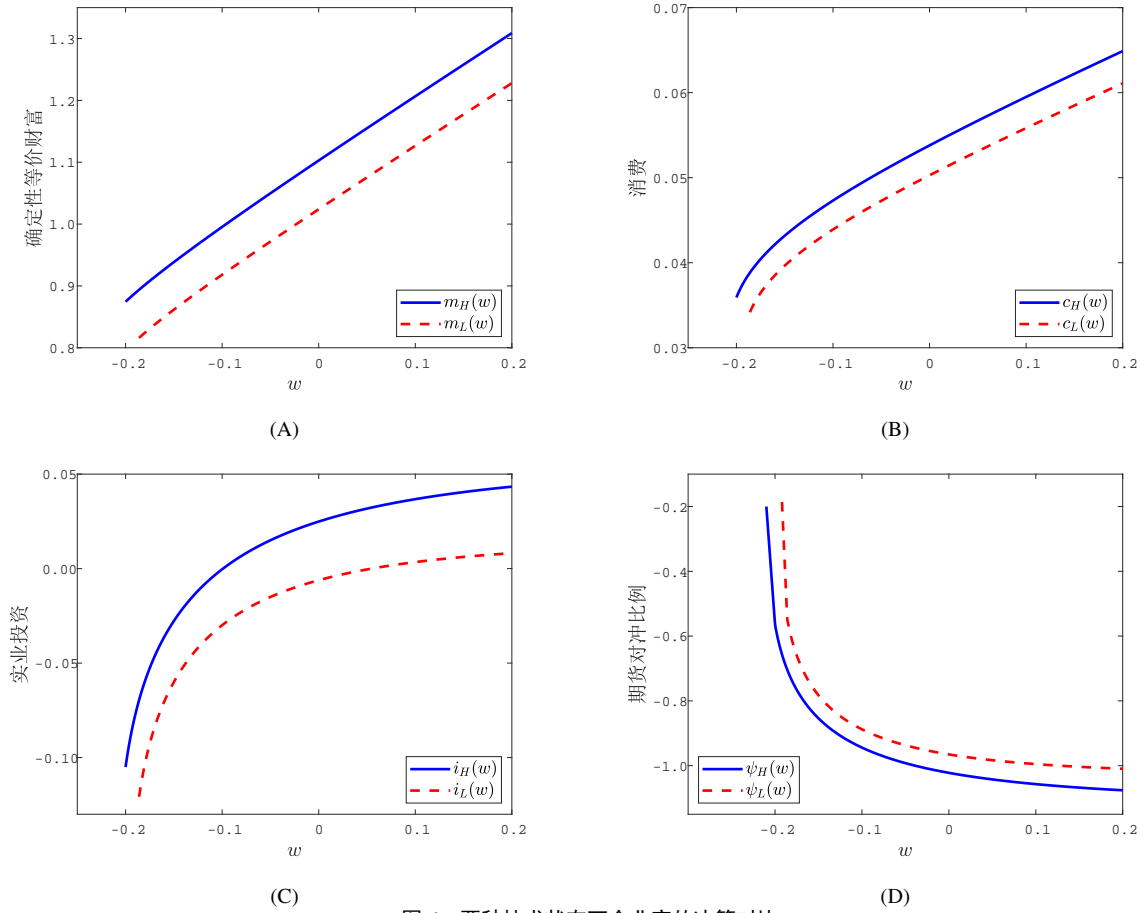 1.3
1.2
1.1
1.0
0.9
0.8
确定性等价财富
m_H(w)
m_L(w)
-0.2
-0.1
0
0.1
0.2
w
(A)
0.07
0.06
0.05
0.04
0.03
消费
c_H(w)
c_L(w)
-0.2
-0.1
0
0.1
0.2
w
(B)
0.05
0.00
-0.05
-0.10
实业投资
i_H(w)
i_L(w)
-0.2
-0.1
0
0.1
0.2
w
(C)
-0.2
-0.4
-0.6
-0.8
-1.0
期货对冲比例
ψ_H(w)
ψ_L(w)
-0.2
-0.1
0
0.1
0.2
w
(D)